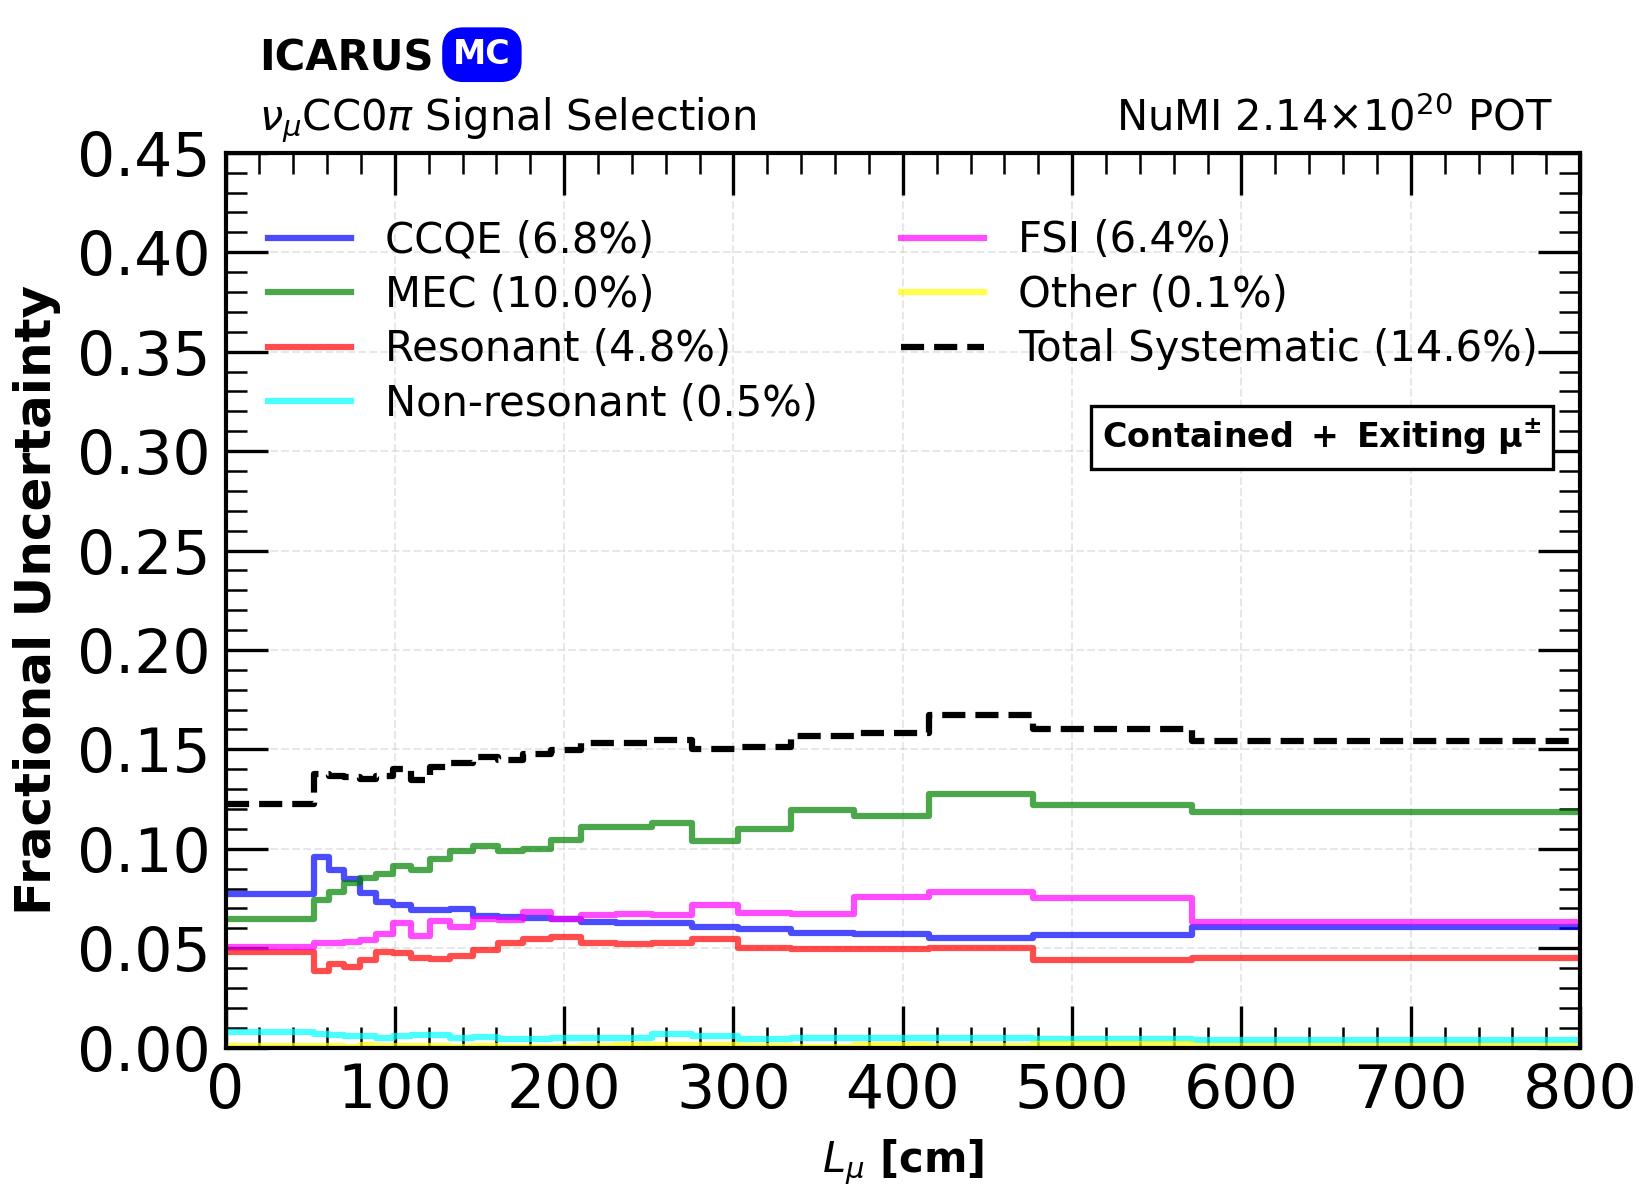 ICARUS MC
νμCC0π Signal Selection NuMI 2.14×10²⁰ POT
0.45
0.40
0.35
0.30
0.25
0.20
0.15
0.10
0.05
0.00
Fractional Uncertainty
CCQE (6.8%)
MEC (10.0%)
Resonant (4.8%)
Non-resonant (0.5%)
FSI (6.4%)
Other (0.1%)
Total Systematic (14.6%)
Contained + Exiting μ±
0 100 200 300 400 500 600 700 800
Lμ [cm]